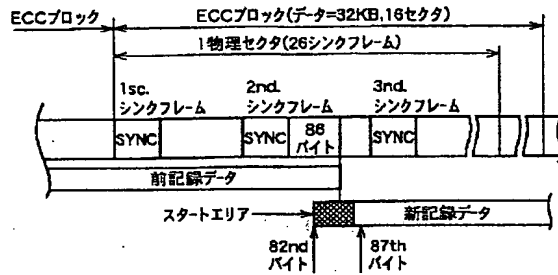 ECCブロック
ECCブロック(データ=32KB,16セクタ)
1物理セクタ(26シンクフレーム)
1sc.
シンクフレーム
2nd.
シンクフレーム
3nd.
シンクフレーム
SYNC
SYNC
86
バイト
SYNC
前記録データ
スタートエリア
新記録データ
82nd
バイト
87th
バイト